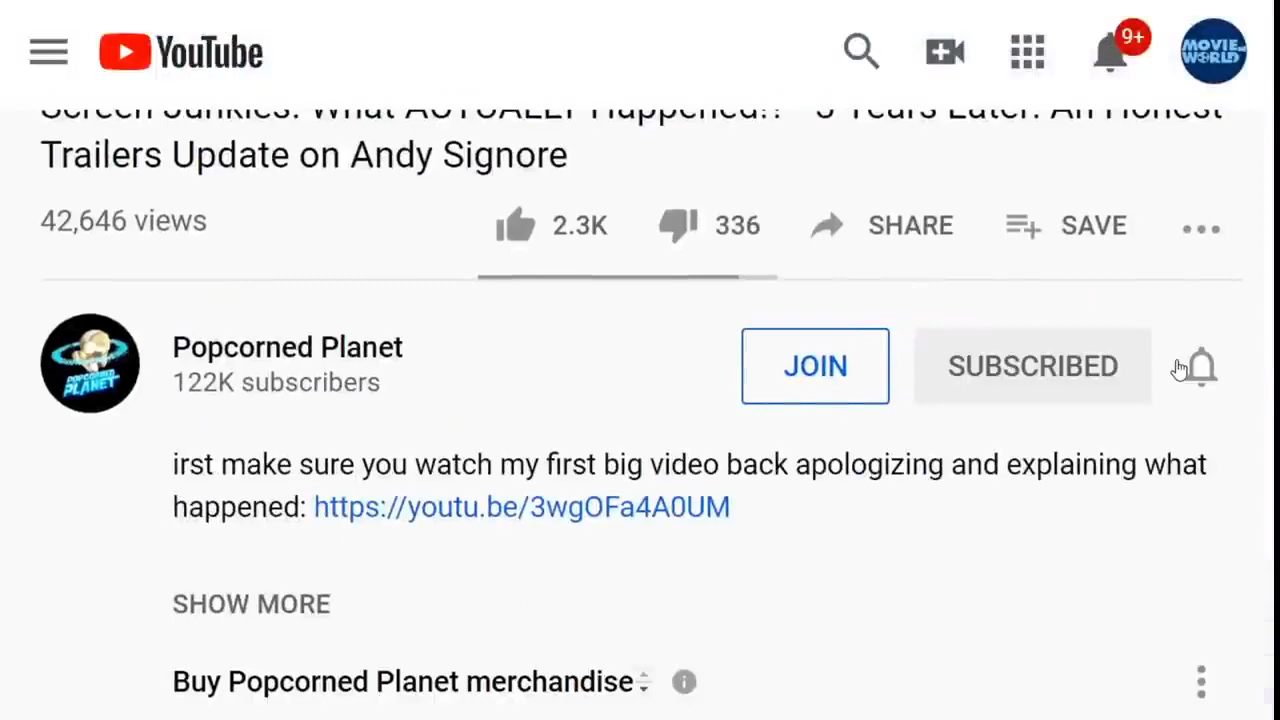 YouTube
9+
MOVIE
WORLD
Screen Junkies: What ACTUALLY Happened!? - 3 Years Later: An Honest
Trailers Update on Andy Signore
42,646 views
2.3K
336
SHARE
SAVE
POPCORNED
PLANET
Popcorned Planet
122K subscribers
JOIN
SUBSCRIBED
irst make sure you watch my first big video back apologizing and explaining what
happened: https://youtu.be/3wgOFa4A0UM
SHOW MORE
Buy Popcorned Planet merchandise